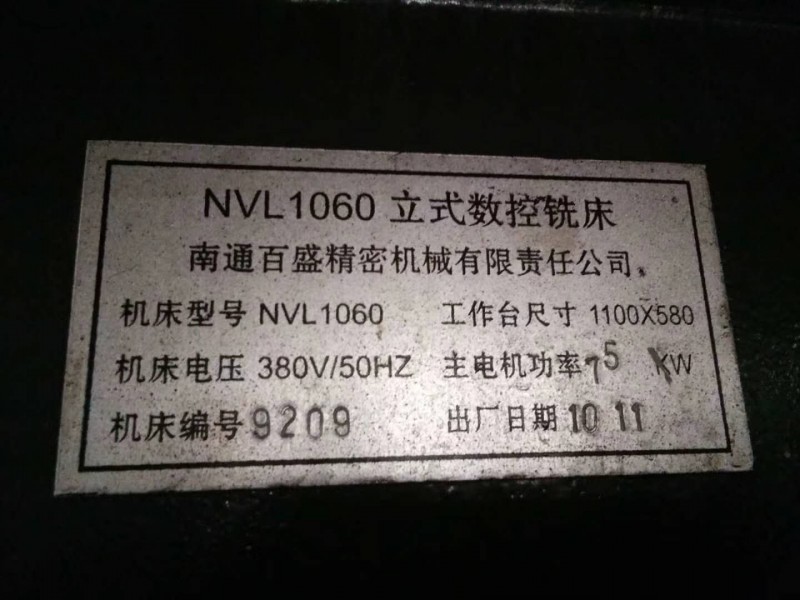 NVL1060 立式数控铣床
南通百盛精密机械有限责任公司
机床型号 NVL1060 工作台尺寸 1100X580
机床电压 380V/50HZ 主电机功率 75 KW
机床编号 9209 出厂日期 10 11